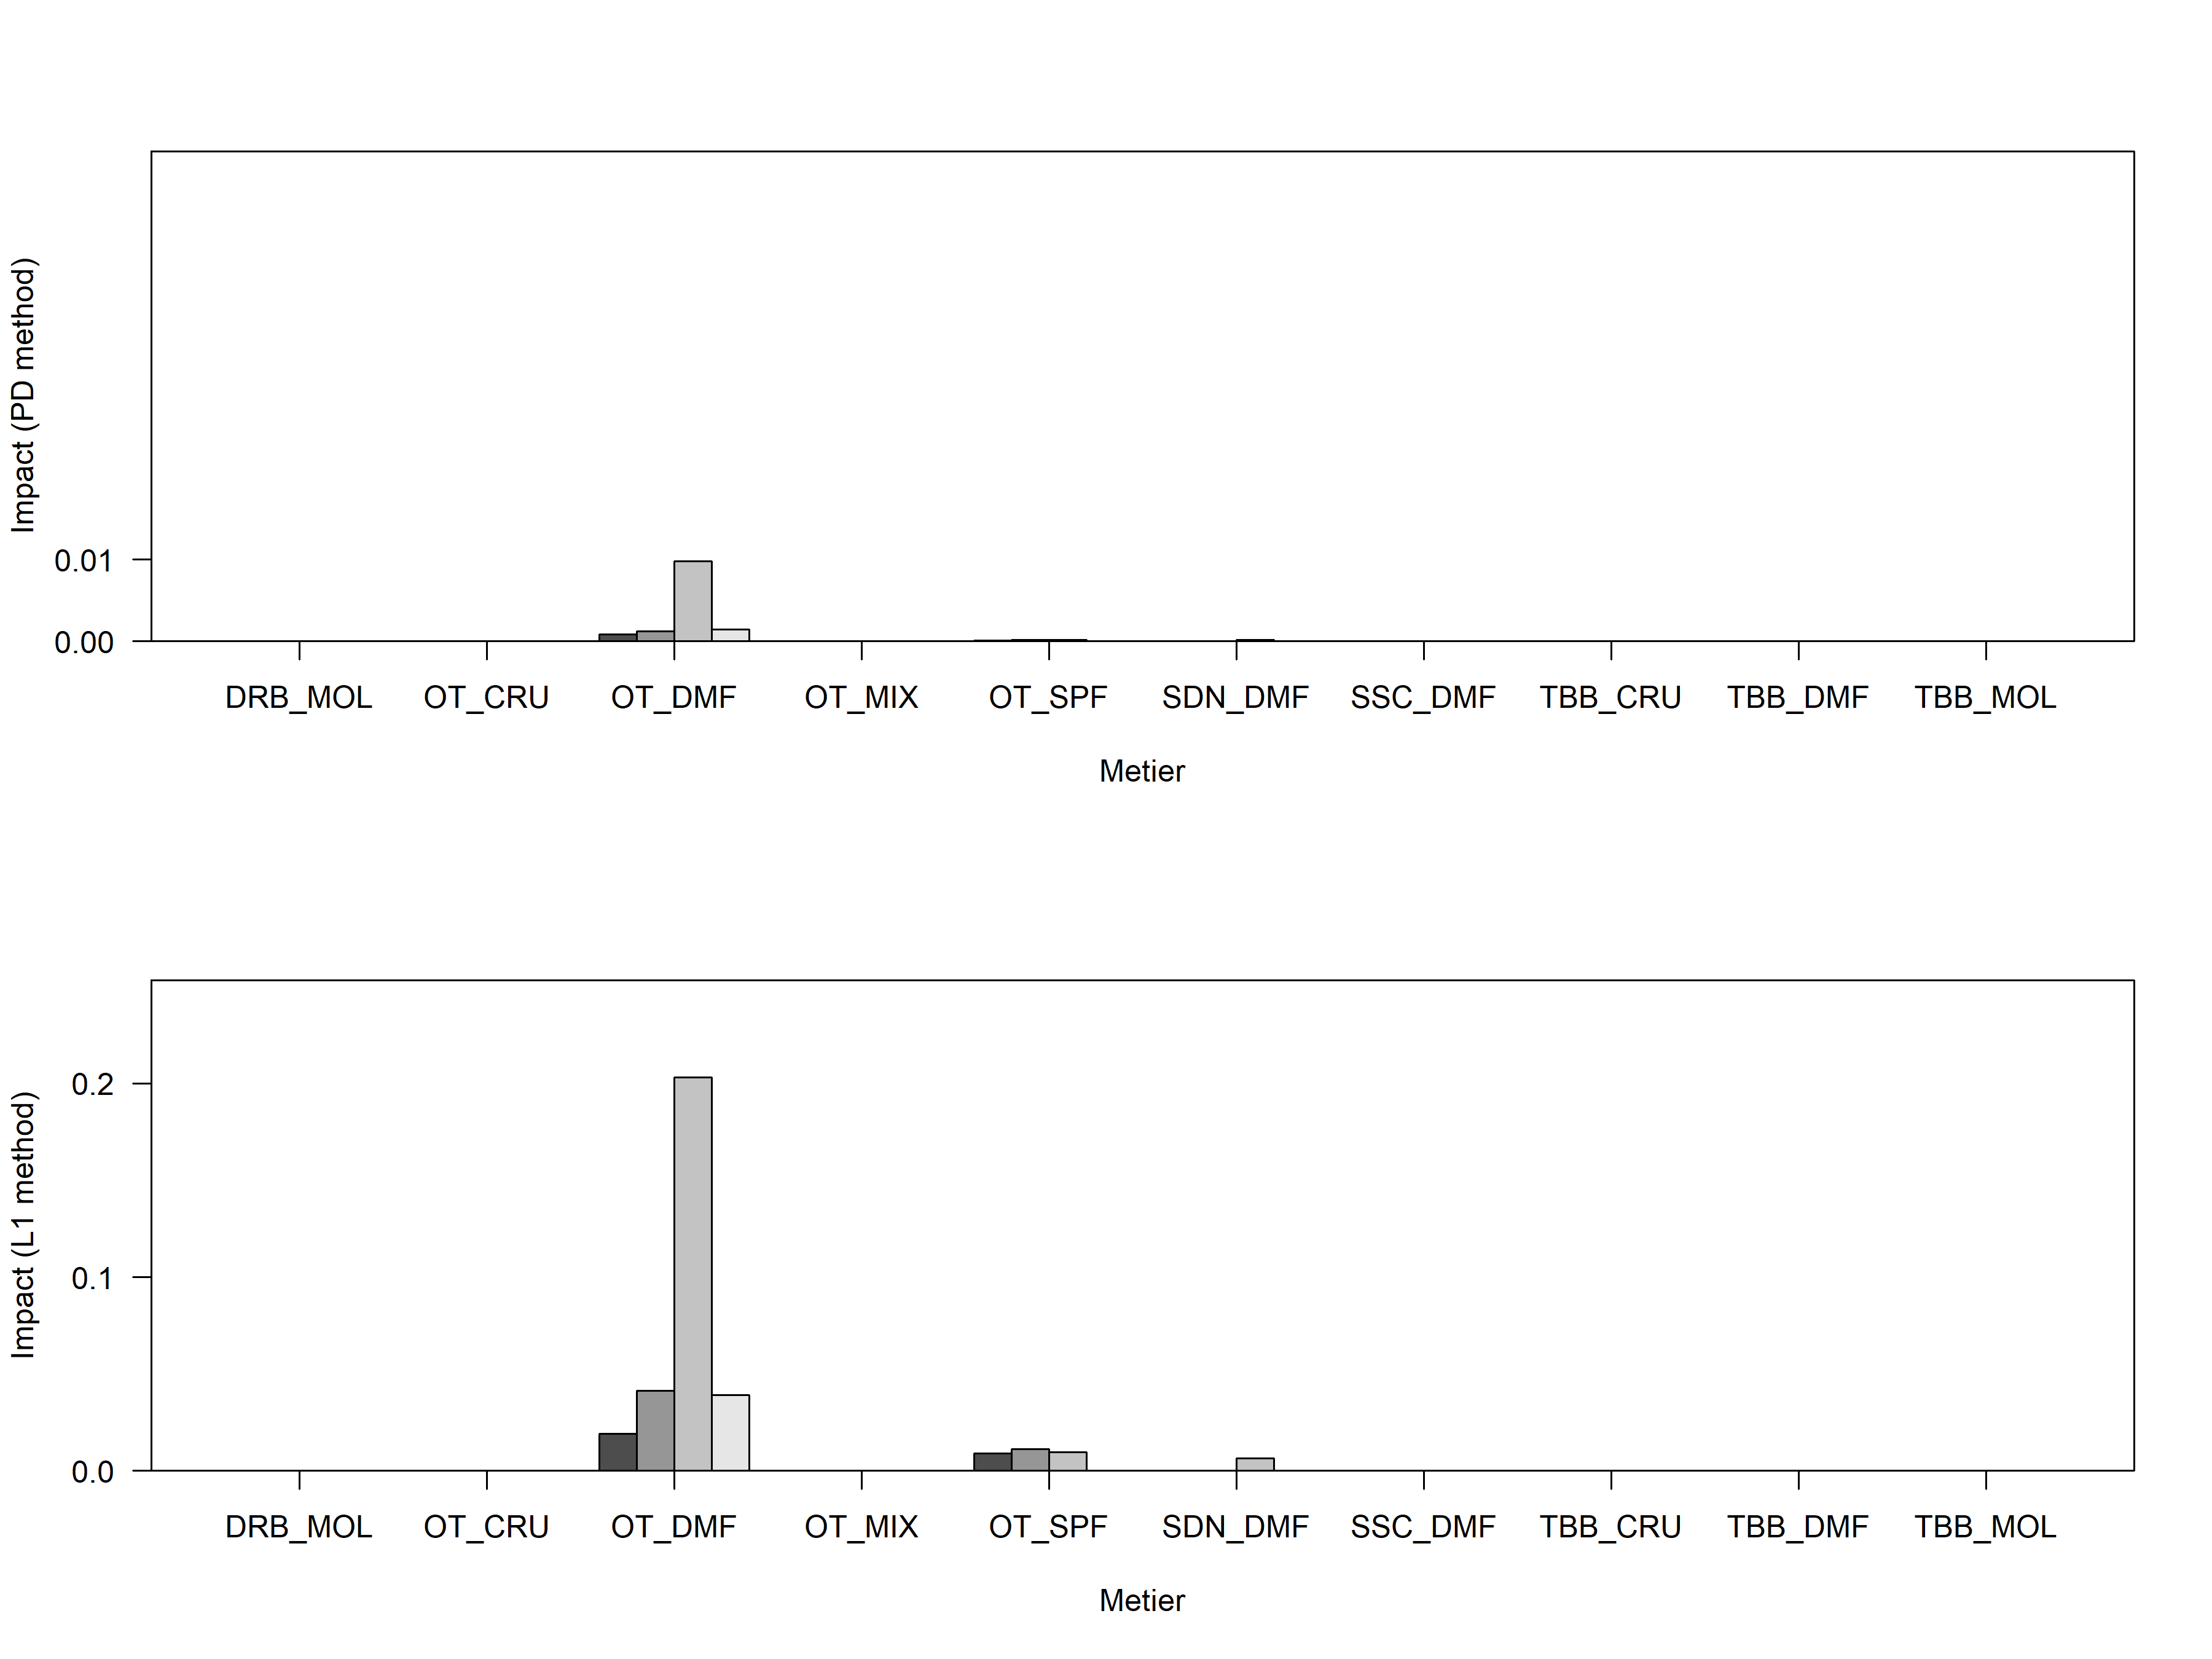 Impact (PD method)
0.01
0.00
DRB_MOL OT_CRU OT_DMF OT_MIX OT_SPF SDN_DMF SSC_DMF TBB_CRU TBB_DMF TBB_MOL
Metier
Impact (L1 method)
0.2
0.1
0.0
DRB_MOL OT_CRU OT_DMF OT_MIX OT_SPF SDN_DMF SSC_DMF TBB_CRU TBB_DMF TBB_MOL
Metier